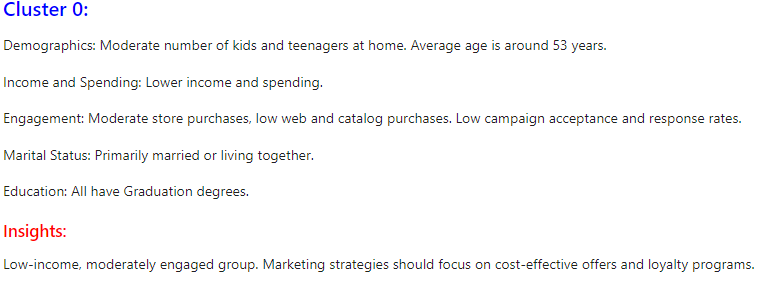 Cluster 0:
Demographics: Moderate number of kids and teenagers at home. Average age is around 53 years.
Income and Spending: Lower income and spending.
Engagement: Moderate store purchases, low web and catalog purchases. Low campaign acceptance and response rates.
Marital Status: Primarily married or living together.
Education: All have Graduation degrees.
Insights:
Low-income, moderately engaged group. Marketing strategies should focus on cost-effective offers and loyalty programs.